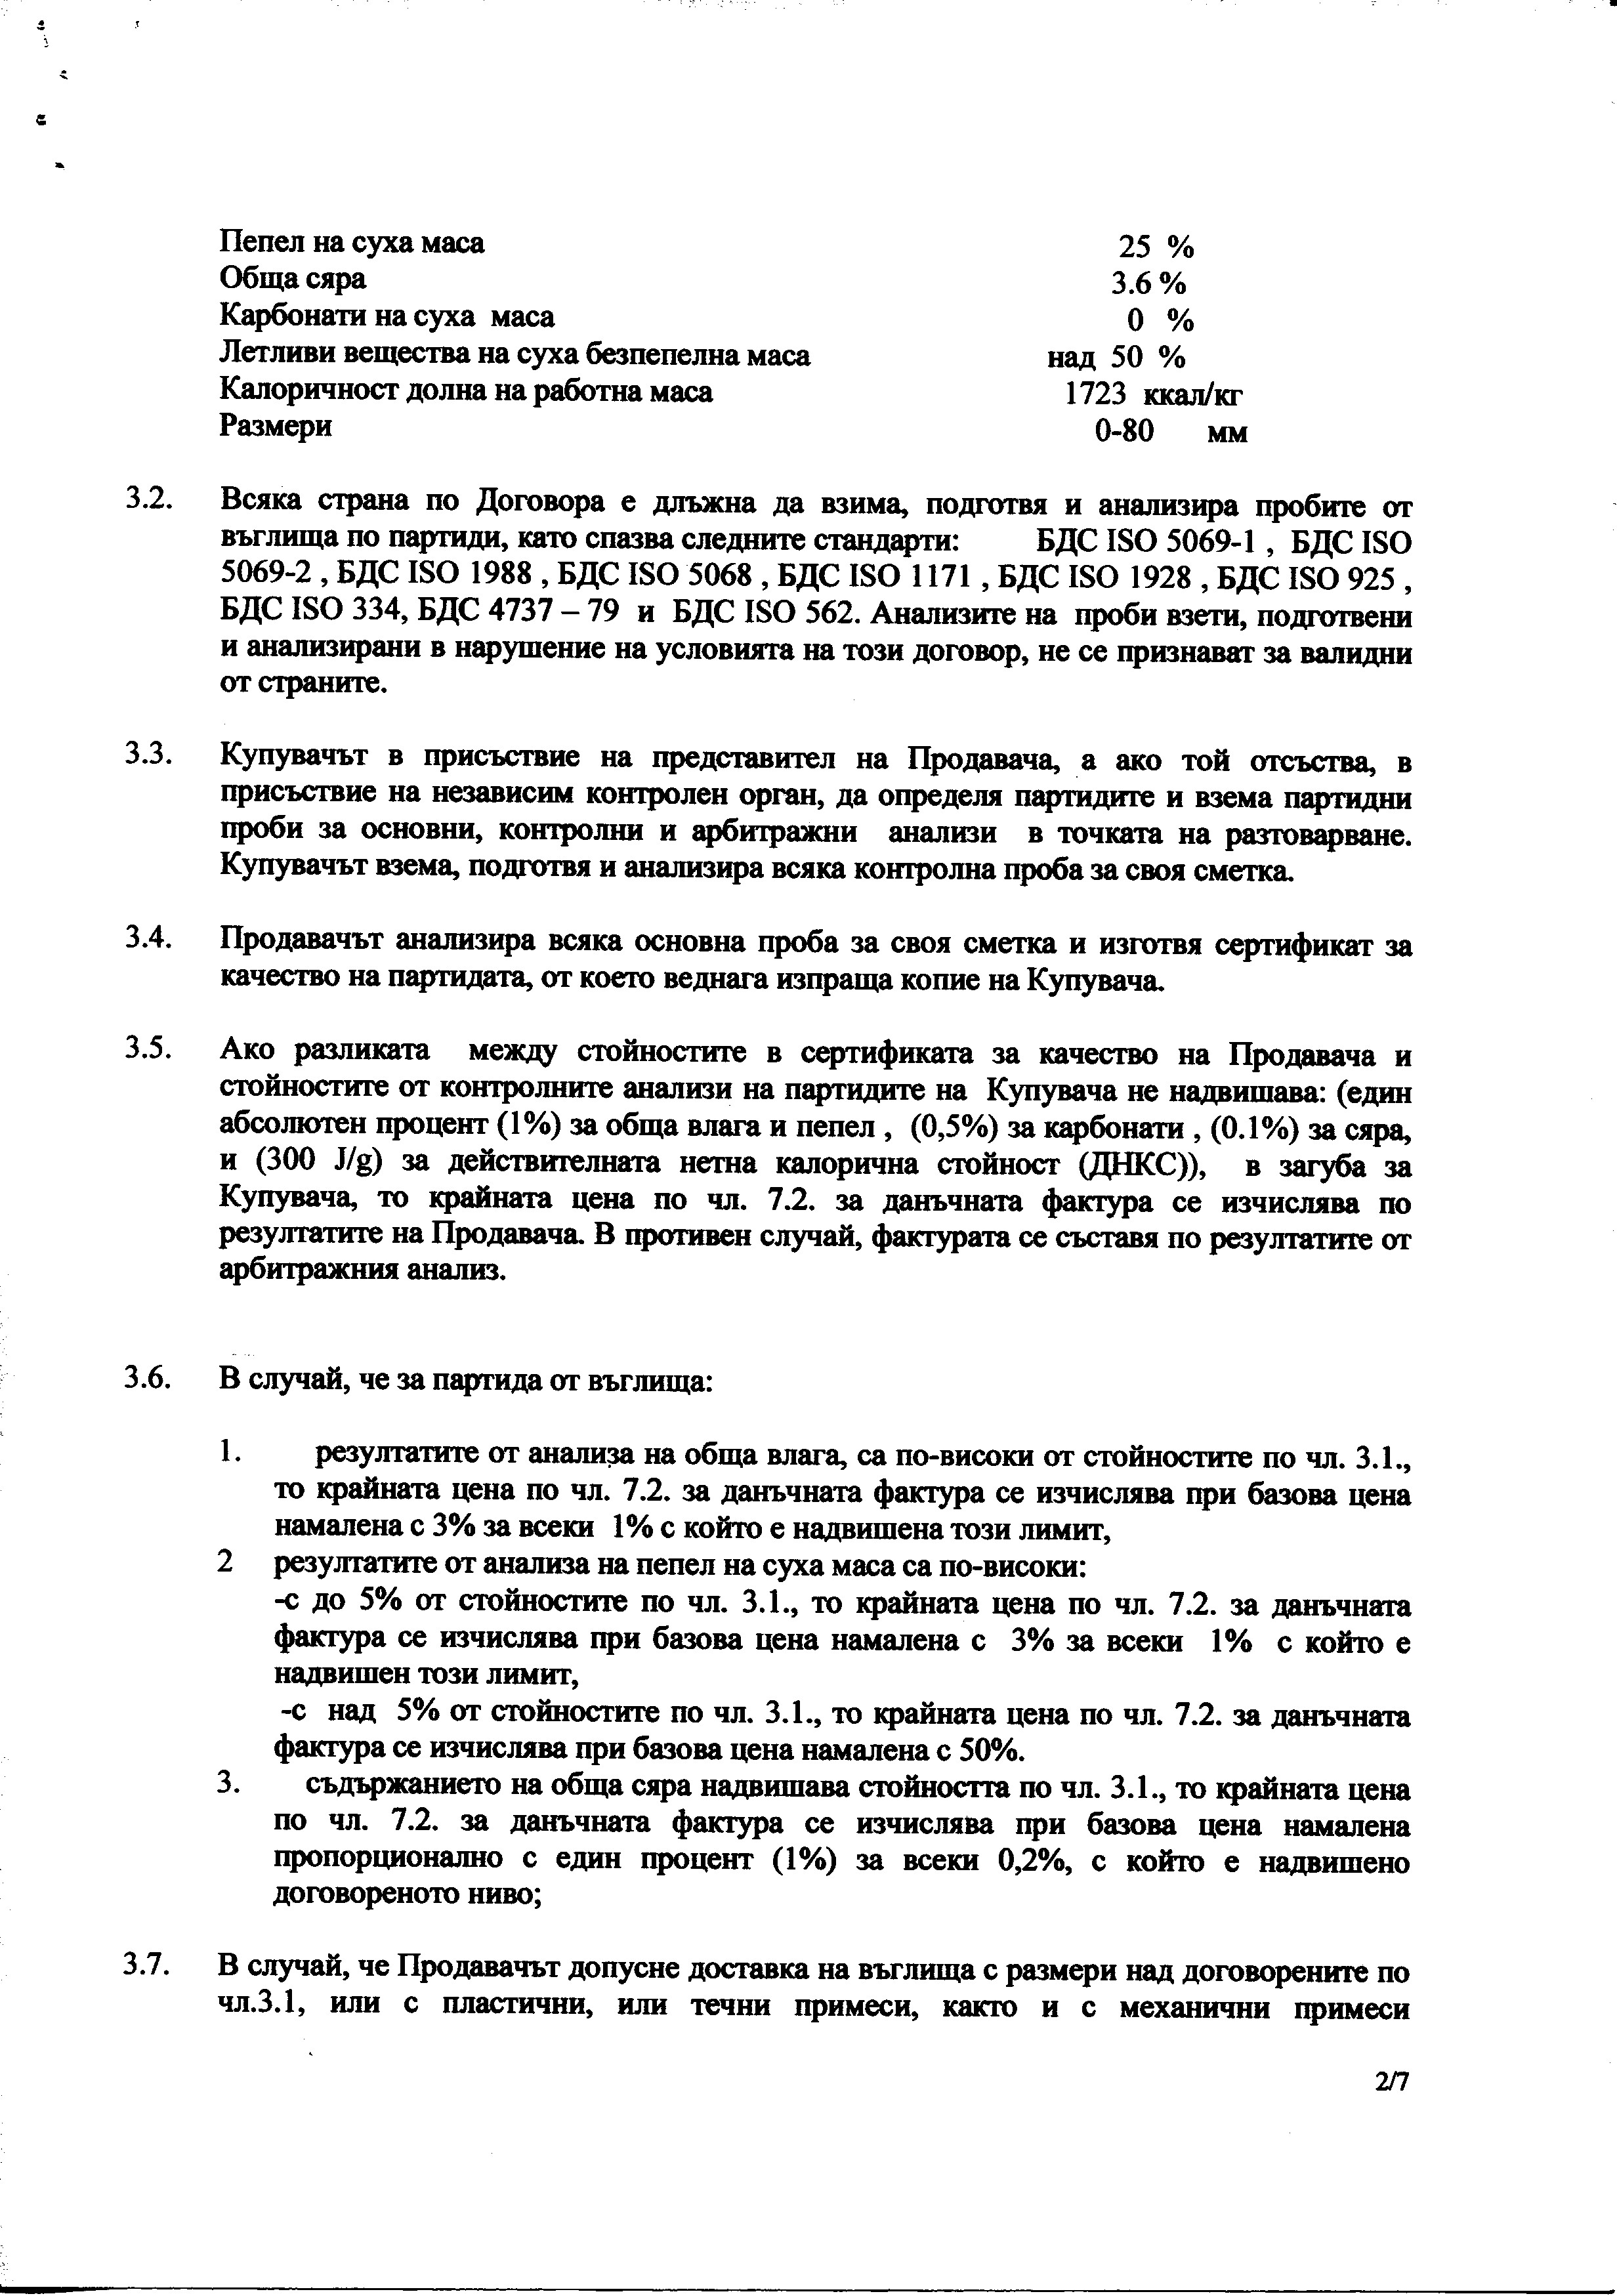 Пепел на суха маса 25 %
Обща сяра 3.6 %
Карбонати на суха маса 0 %
Летливи вещества на суха безпепелна маса над 50 %
Калоричност долна на работна маса 1723 ккал/кг
Размери 0-80 мм
3.2. Всяка страна по Договора е длъжна да взима, подготвя и анализира пробите от
въглища по партиди, като спазва следните стандарти: БДС ISO 5069-1 , БДС ISO
5069-2 , БДС ISO 1988 , БДС ISO 5068 , БДС ISO 1171 , БДС ISO 1928 , БДС ISO 925 ,
БДС ISO 334, БДС 4737 – 79 и БДС ISO 562. Анализите на проби взети, подготвени
и анализирани в нарушение на условията на този договор, не се признават за валидни
от страните.
3.3. Купувачът в присъствие на представител на Продавача, а ако той отсъства, в
присъствие на независим контролен орган, да определя партидите и взема партидни
проби за основни, контролни и арбитражни анализи в точката на разтоварване.
Купувачът взема, подготвя и анализира всяка контролна проба за своя сметка.
3.4. Продавачът анализира всяка основна проба за своя сметка и изготвя сертификат за
качество на партидата, от което веднага изпраща копие на Купувача.
3.5. Ако разликата между стойностите в сертификата за качество на Продавача и
стойностите от контролните анализи на партидите на Купувача не надвишава: (един
абсолютен процент (1%) за обща влага и пепел , (0,5%) за карбонати , (0.1%) за сяра,
и (300 J/g) за действителната нетна калорична стойност (ДНКС)), в загуба за
Купувача, то крайната цена по чл. 7.2. за данъчната фактура се изчислява по
резултатите на Продавача. В противен случай, фактурата се съставя по резултатите от
арбитражния анализ.
3.6. В случай, че за партида от въглища:
1. резултатите от анализа на обща влага, са по-високи от стойностите по чл. 3.1.,
то крайната цена по чл. 7.2. за данъчната фактура се изчислява при базова цена
намалена с 3% за всеки 1% с който е надвишена този лимит,
2 резултатите от анализа на пепел на суха маса са по-високи:
-с до 5% от стойностите по чл. 3.1., то крайната цена по чл. 7.2. за данъчната
фактура се изчислява при базова цена намалена с 3% за всеки 1% с който е
надвишен този лимит,
-с над 5% от стойностите по чл. 3.1., то крайната цена по чл. 7.2. за данъчната
фактура се изчислява при базова цена намалена с 50%.
3. съдържанието на обща сяра надвишава стойността по чл. 3.1., то крайната цена
по чл. 7.2. за данъчната фактура се изчислява при базова цена намалена
пропорционално с един процент (1%) за всеки 0,2%, с който е надвишено
договореното ниво;
3.7. В случай, че Продавачът допусне доставка на въглища с размери над договорените по
чл.3.1, или с пластични, или течни примеси, както и с механични примеси
2/7